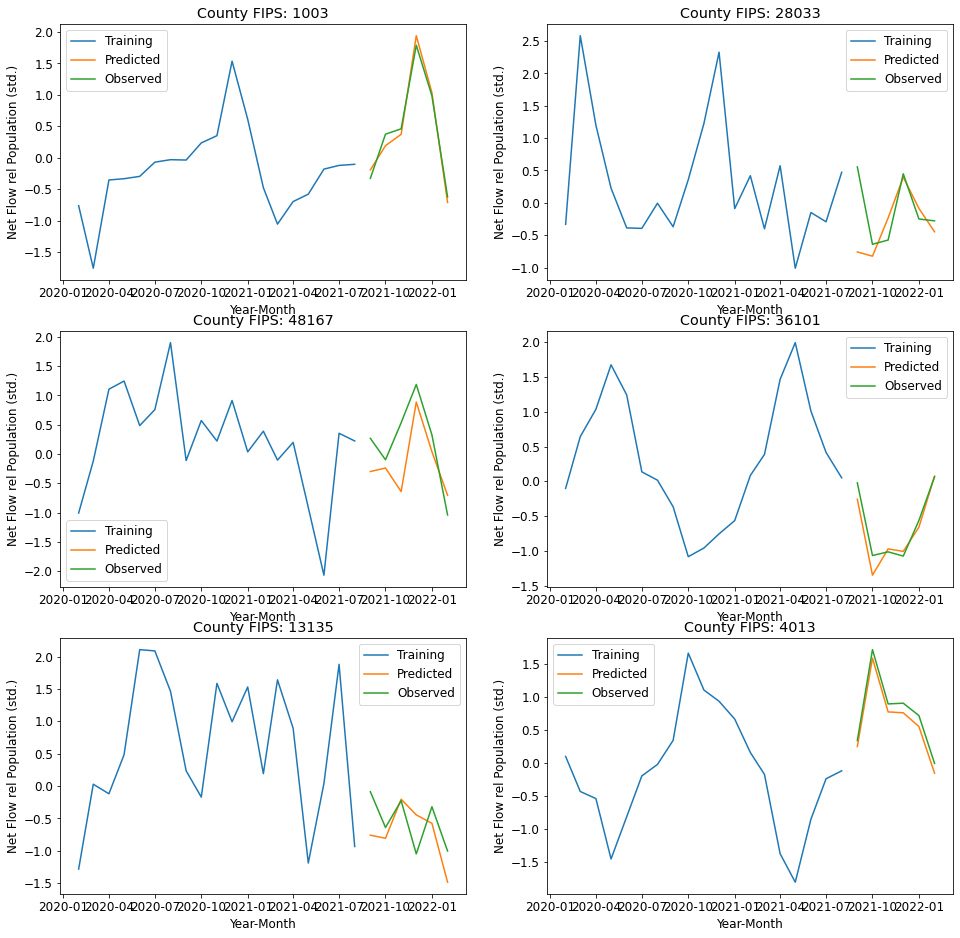 County FIPS: 1003
Net Flow rel Population (std.)
2.0
1.5
1.0
0.5
0.0
−0.5
−1.0
−1.5
Training
Predicted
Observed
2020-01 2020-04 2020-07 2020-10 2021-01 2021-04 2021-07 2021-10 2022-01
Year-Month
County FIPS: 28033
Net Flow rel Population (std.)
2.5
2.0
1.5
1.0
0.5
0.0
−0.5
−1.0
Training
Predicted
Observed
2020-01 2020-04 2020-07 2020-10 2021-01 2021-04 2021-07 2021-10 2022-01
Year-Month
County FIPS: 48167
Net Flow rel Population (std.)
2.0
1.5
1.0
0.5
0.0
−0.5
−1.0
−1.5
−2.0
Training
Predicted
Observed
2020-01 2020-04 2020-07 2020-10 2021-01 2021-04 2021-07 2021-10 2022-01
Year-Month
County FIPS: 36101
Net Flow rel Population (std.)
2.0
1.5
1.0
0.5
0.0
−0.5
−1.0
−1.5
Training
Predicted
Observed
2020-01 2020-04 2020-07 2020-10 2021-01 2021-04 2021-07 2021-10 2022-01
Year-Month
County FIPS: 13135
Net Flow rel Population (std.)
2.0
1.5
1.0
0.5
0.0
−0.5
−1.0
−1.5
Training
Predicted
Observed
2020-01 2020-04 2020-07 2020-10 2021-01 2021-04 2021-07 2021-10 2022-01
Year-Month
County FIPS: 4013
Net Flow rel Population (std.)
1.5
1.0
0.5
0.0
−0.5
−1.0
−1.5
Training
Predicted
Observed
2020-01 2020-04 2020-07 2020-10 2021-01 2021-04 2021-07 2021-10 2022-01
Year-Month